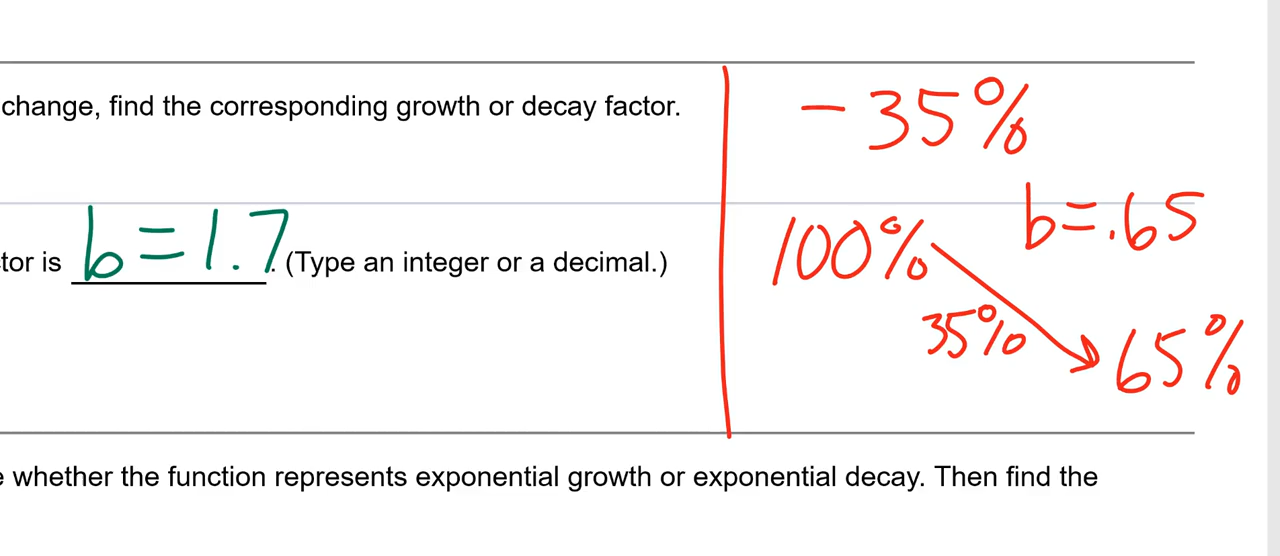 change, find the corresponding growth or decay factor.
tor is b=1.7. (Type an integer or a decimal.)
-35%
b=.65
100%
35%
65%
whether the function represents exponential growth or exponential decay. Then find the